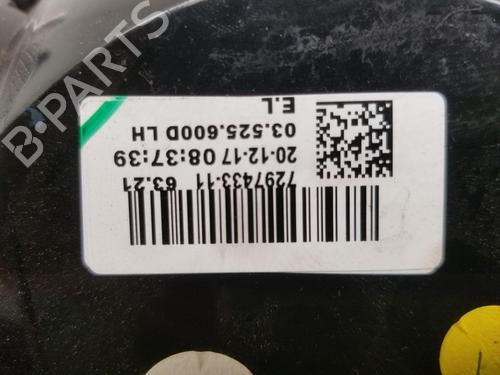 7297433-11 63.21
20-12-17 08:37:39
03.525.600D LH
E.L
B-PARTS